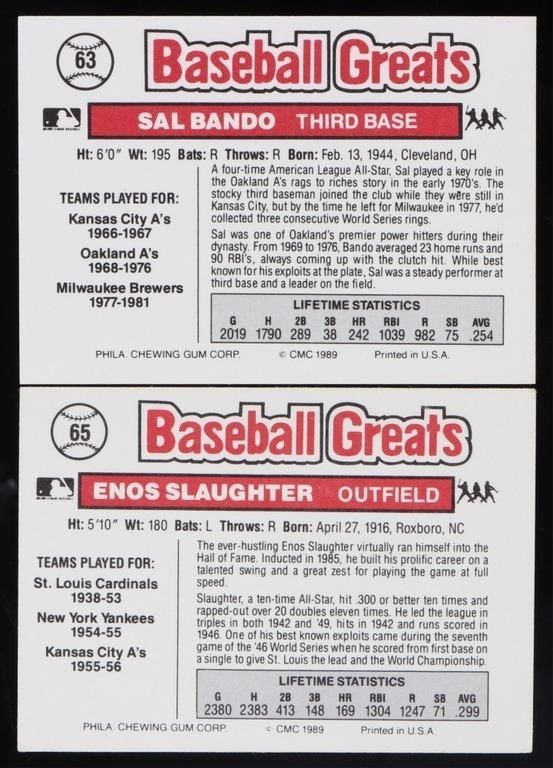 63
Baseball Greats
SAL BANDO THIRD BASE
Ht: 6'0" Wt: 195 Bats: R Throws: R Born: Feb. 13, 1944, Cleveland, OH
TEAMS PLAYED FOR:
Kansas City A's
1966-1967
Oakland A's
1968-1976
Milwaukee Brewers
1977-1981
A four-time American League All-Star, Sal played a key role in
the Oakland A's rags to riches story in the early 1970's. The
stocky third baseman joined the club while they were still in
Kansas City, but by the time he left for Milwaukee in 1977, he'd
collected three consecutive World Series rings.
Sal was one of Oakland's premier power hitters during their
dynasty. From 1969 to 1976, Bando averaged 23 home runs and
90 RBI's, always coming up with the clutch hit. While best
known for his exploits at the plate, Sal was a steady performer at
third base and a leader on the field.
LIFETIME STATISTICS
G H 2B 3B HR RBI R SB AVG
2019 1790 289 38 242 1039 982 75 .254
PHILA. CHEWING GUM CORP. © CMC 1989 Printed in U.S.A.
65
Baseball Greats
ENOS SLAUGHTER OUTFIELD
Ht: 5'10" Wt: 180 Bats: L Throws: R Born: April 27, 1916, Roxboro, NC
TEAMS PLAYED FOR:
St. Louis Cardinals
1938-53
New York Yankees
1954-55
Kansas City A's
1955-56
The ever-hustling Enos Slaughter virtually ran himself into the
Hall of Fame. Inducted in 1985, he built his prolific career on a
talented swing and a great zest for playing the game at full
speed.
Slaughter, a ten-time All-Star, hit .300 or better ten times and
rapped-out over 20 doubles eleven times. He led the league in
triples in both 1942 and '49, hits in 1942 and runs scored in
1946. One of his best known exploits came during the seventh
game of the '46 World Series when he scored from first base on
a single to give St. Louis the lead and the World Championship.
LIFETIME STATISTICS
G H 2B 3B HR RBI R SB AVG
2380 2383 413 148 169 1304 1247 71 .299
PHILA. CHEWING GUM CORP. © CMC 1989 Printed in U.S.A.